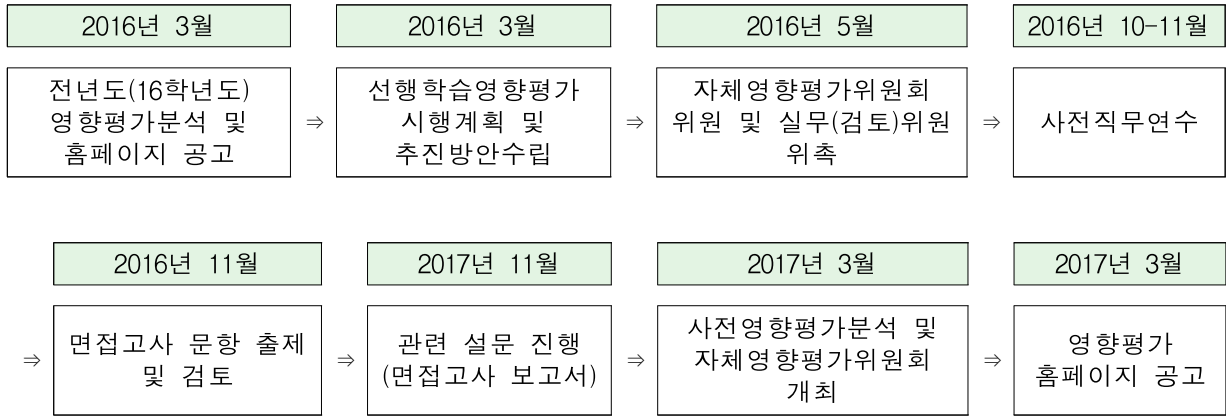 2016년 3월
전년도(16학년도)
영향평가분석 및
홈페이지 공고
⇒
2016년 3월
선행학습영향평가
시행계획 및
추진방안수립
⇒
2016년 5월
자체영향평가위원회
위원 및 실무(검토)위원
위촉
⇒
2016년 10-11월
사전직무연수
⇒
2016년 11월
면접고사 문항 출제
및 검토
⇒
2017년 11월
관련 설문 진행
(면접고사 보고서)
⇒
2017년 3월
사전영향평가분석 및
자체영향평가위원회
개최
⇒
2017년 3월
영향평가
홈페이지 공고